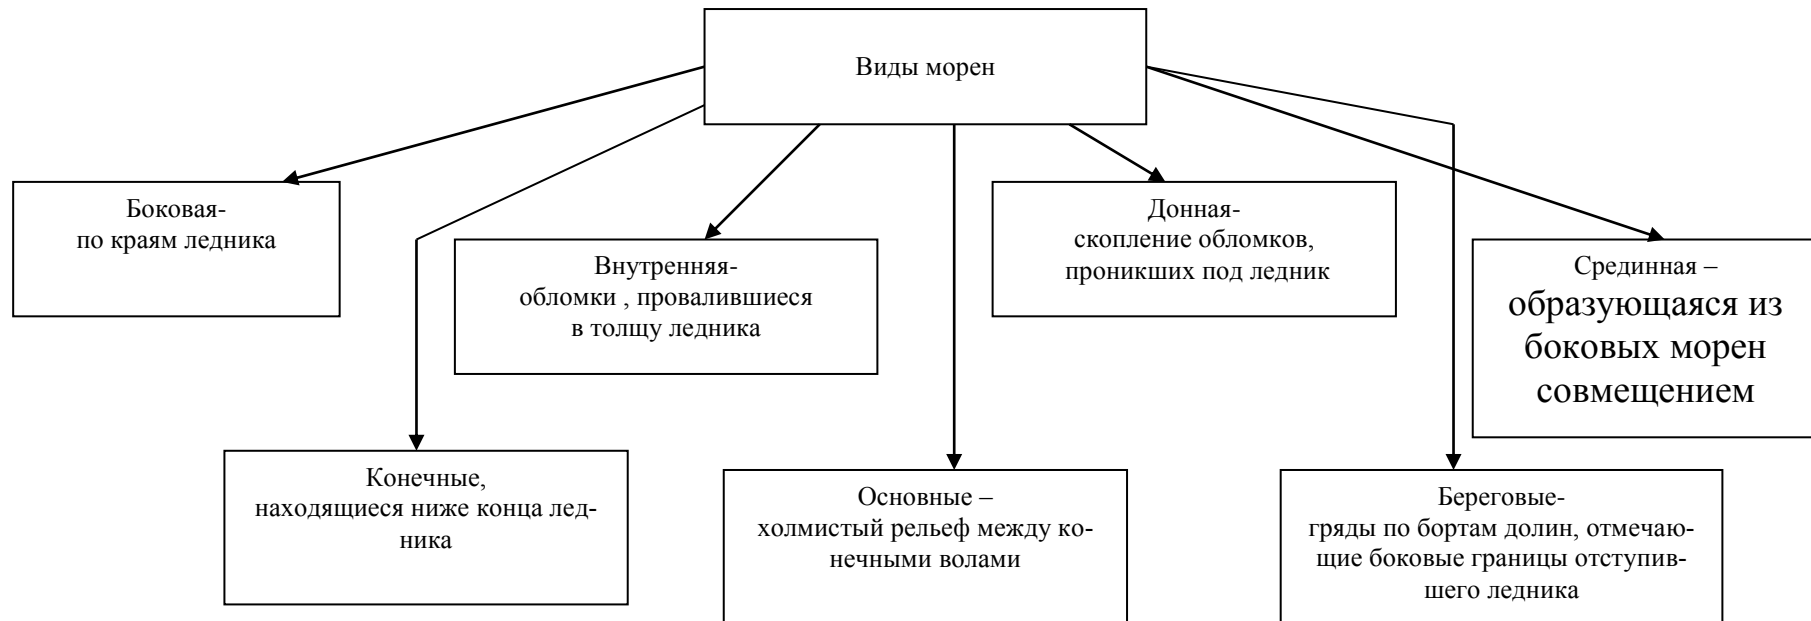 Виды морен
Боковая-
по краям ледника
Внутренняя-
обломки , провалившиеся
в толщу ледника
Донная-
скопление обломков,
проникших под ледник
Срединная –
образующаяся из
боковых морен
совмещением
Конечные,
находящиеся ниже конца лед-
ника
Основные –
холмистый рельеф между ко-
нечными волами
Береговые-
гряды по бортам долин, отмечаю-
щие боковые границы отступив-
шего ледника